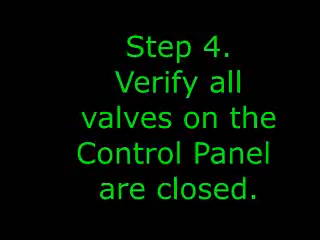 Step 4.
Verify all
valves on the
Control Panel
are closed.